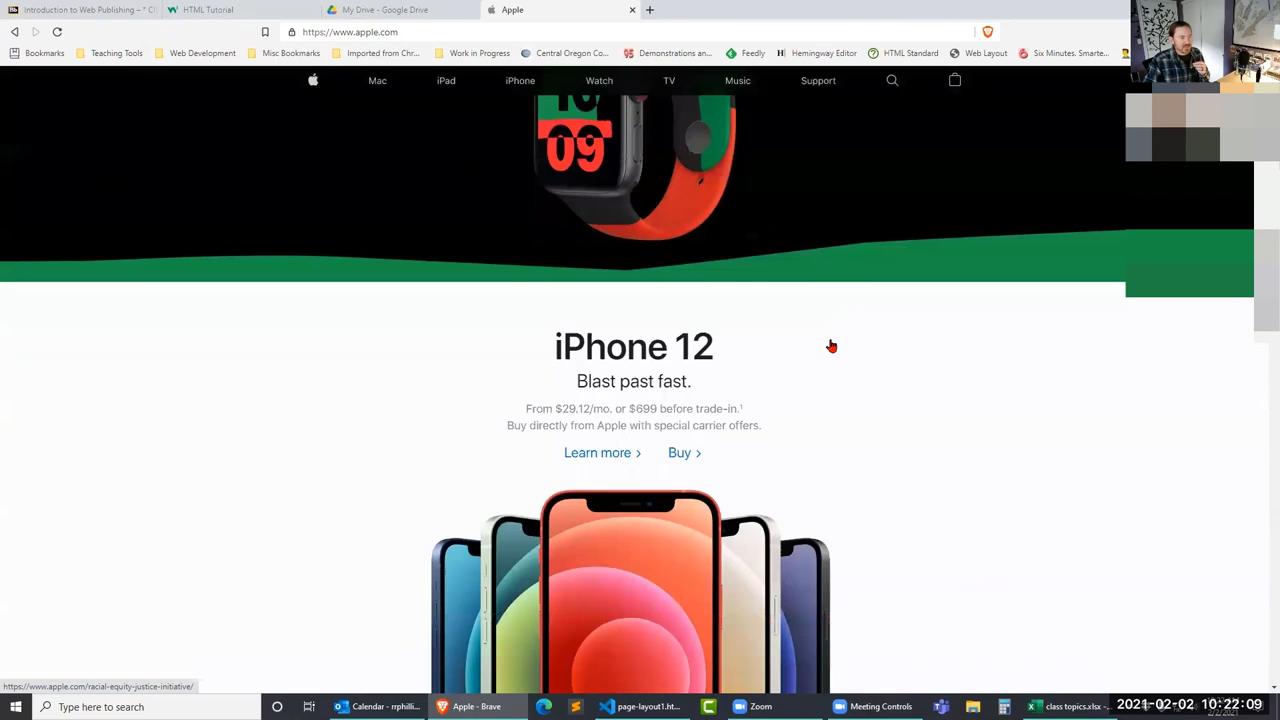 Introduction to Web Publishing – * C
HTML Tutorial
My Drive - Google Drive
Apple
https://www.apple.com
Bookmarks
Teaching Tools
Web Development
Misc Bookmarks
Imported from Chr...
Work in Progress
Central Oregon Co...
Demonstrations an...
Feedly
Hemingway Editor
HTML Standard
Web Layout
Six Minutes. Smarte...
Mac
iPad
iPhone
Watch
TV
Music
Support
09
iPhone 12
Blast past fast.
From $29.12/mo. or $699 before trade-in.¹
Buy directly from Apple with special carrier offers.
Learn more >
Buy >
https://www.apple.com/racial-equity-justice-initiative/
Type here to search
Calendar - rrphilli...
Apple - Brave
page-layout1.ht...
Zoom
Meeting Controls
class topics.xlsx -...
2021-02-02 10:22:09